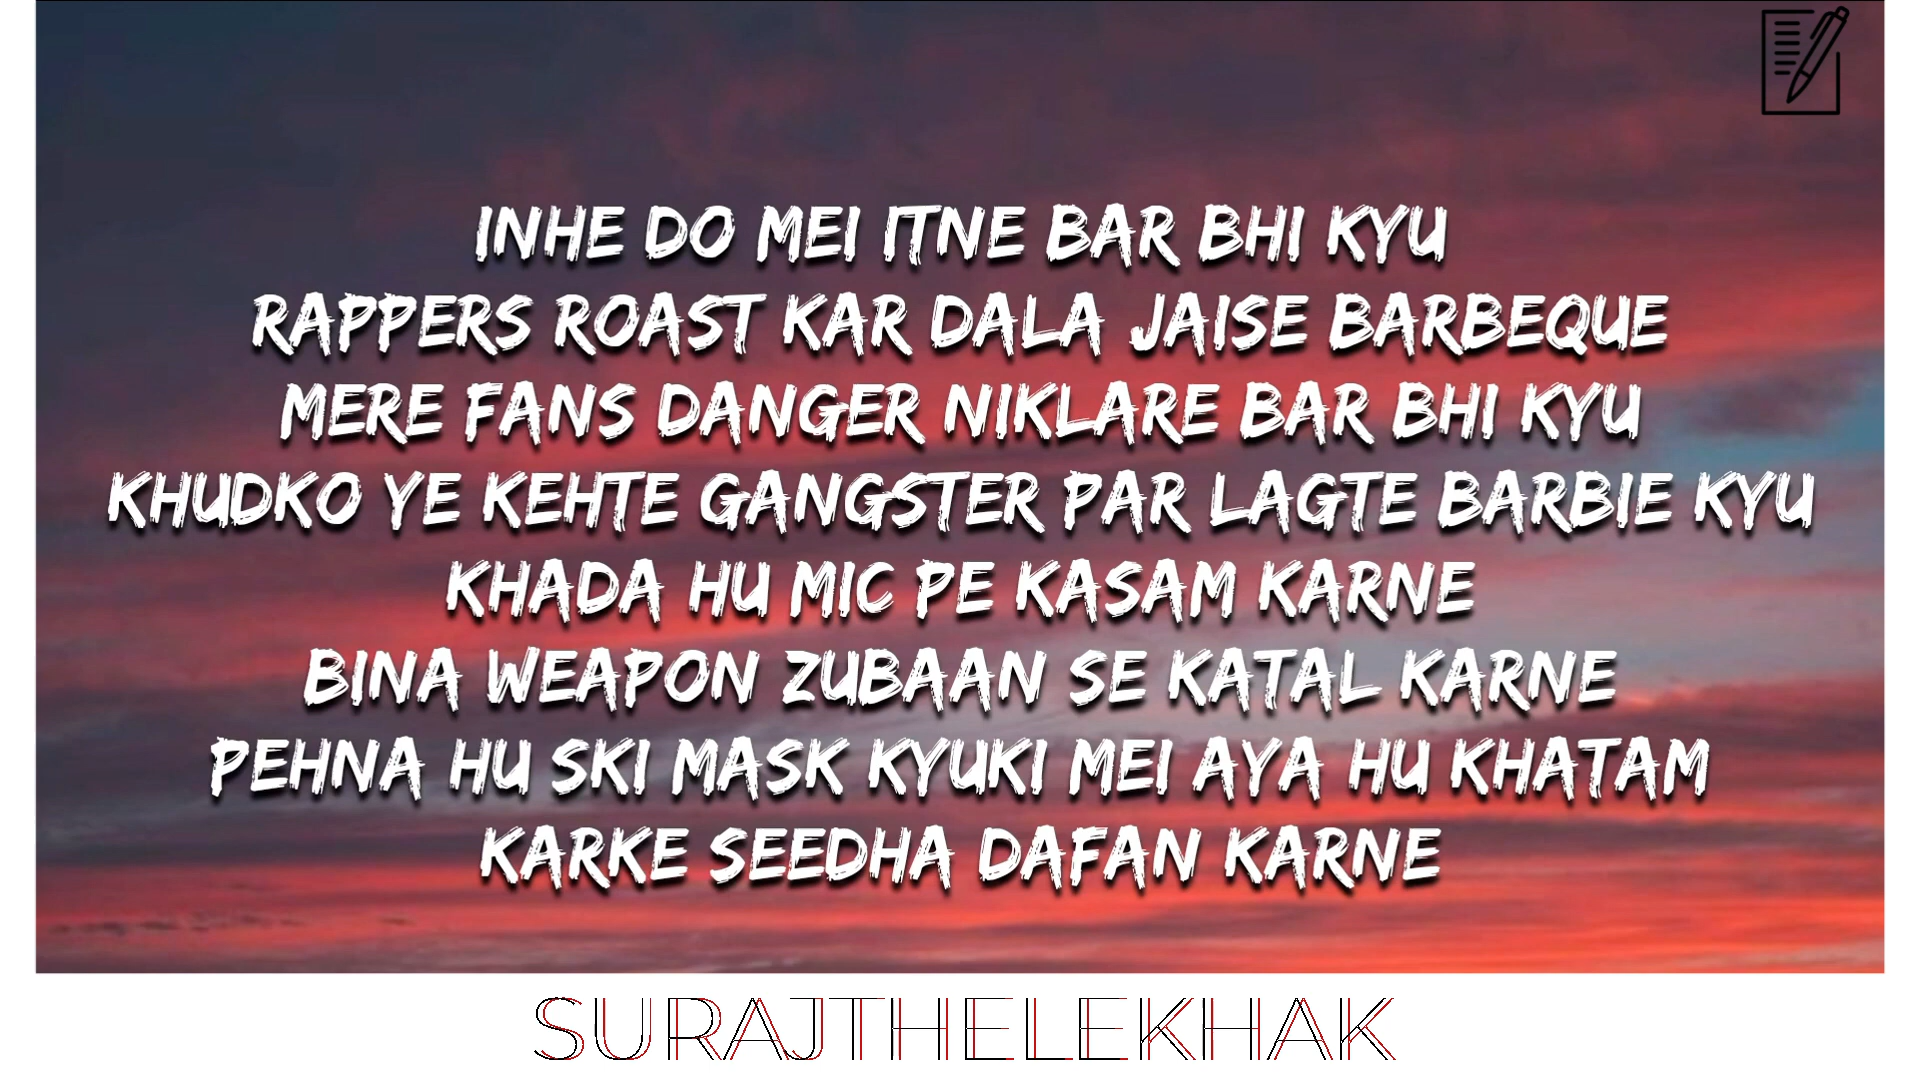 INHE DO MEI ITNE BAR BHI KYU
RAPPERS ROAST KAR DALA JAISE BARBEQUE
MERE FANS DANGER NIKLARE BAR BHI KYU
KHUDKO YE KEHTE GANGSTER PAR LAGTE BARBIE KYU
KHADA HU MIC PE KASAM KARNE
BINA WEAPON ZUBAAN SE KATAL KARNE
PEHNA HU SKI MASK KYUKI MEI AYA HU KHATAM
KARKE SEEDHA DAFAN KARNE
SURAJTHELEKHAK